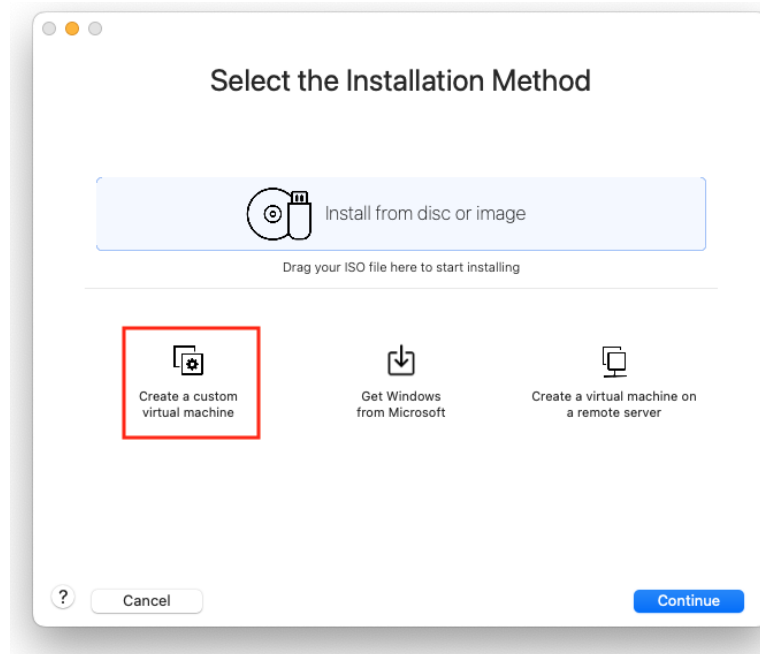 Select the Installation Method
Install from disc or image
Drag your ISO file here to start installing
Create a custom
virtual machine
Get Windows
from Microsoft
Create a virtual machine on
a remote server
?
Cancel
Continue